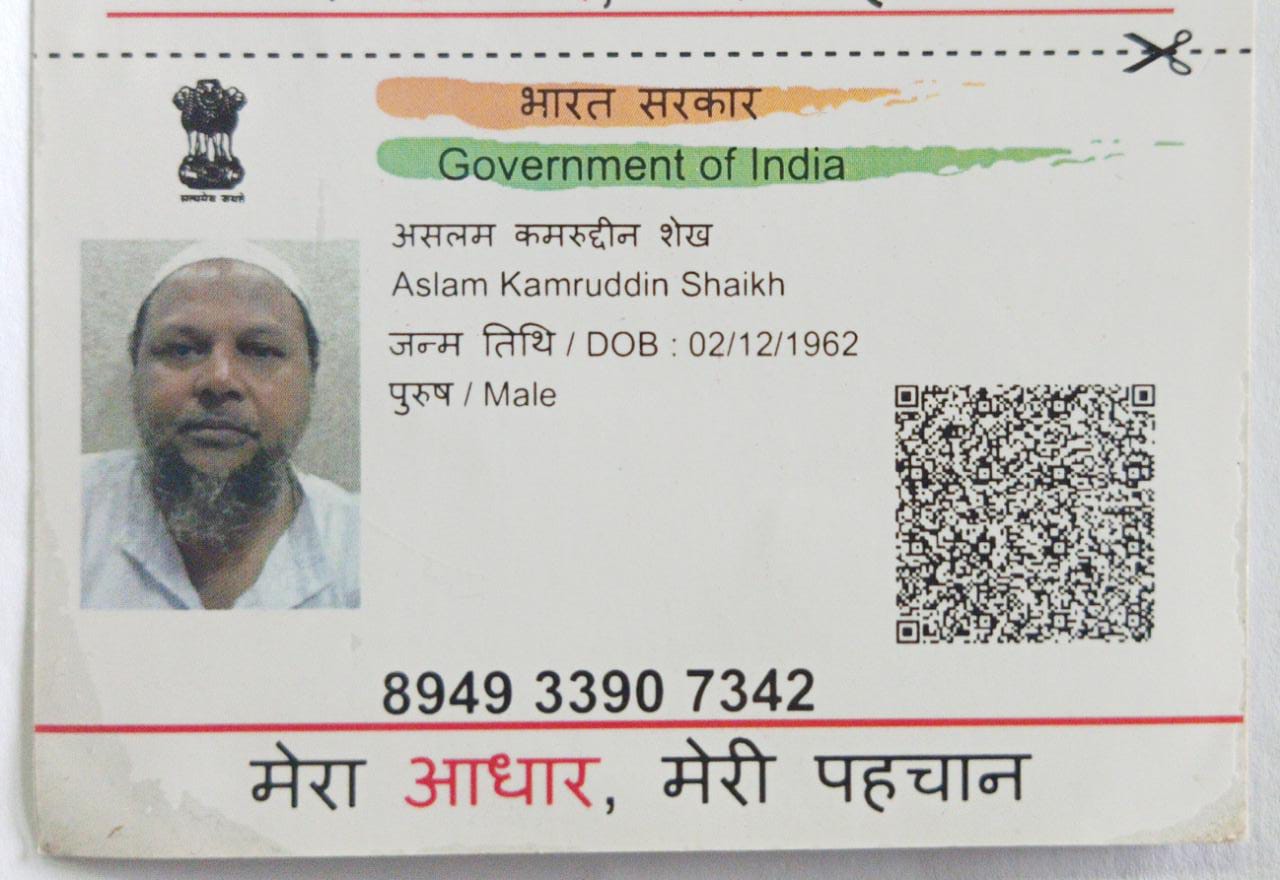 सत्यमेव जयते
भारत सरकार
Government of India
असलम कमरुद्दीन शेख
Aslam Kamruddin Shaikh
जन्म तिथि / DOB : 02/12/1962
पुरुष / Male
8949 3390 7342
मेरा आधार, मेरी पहचान